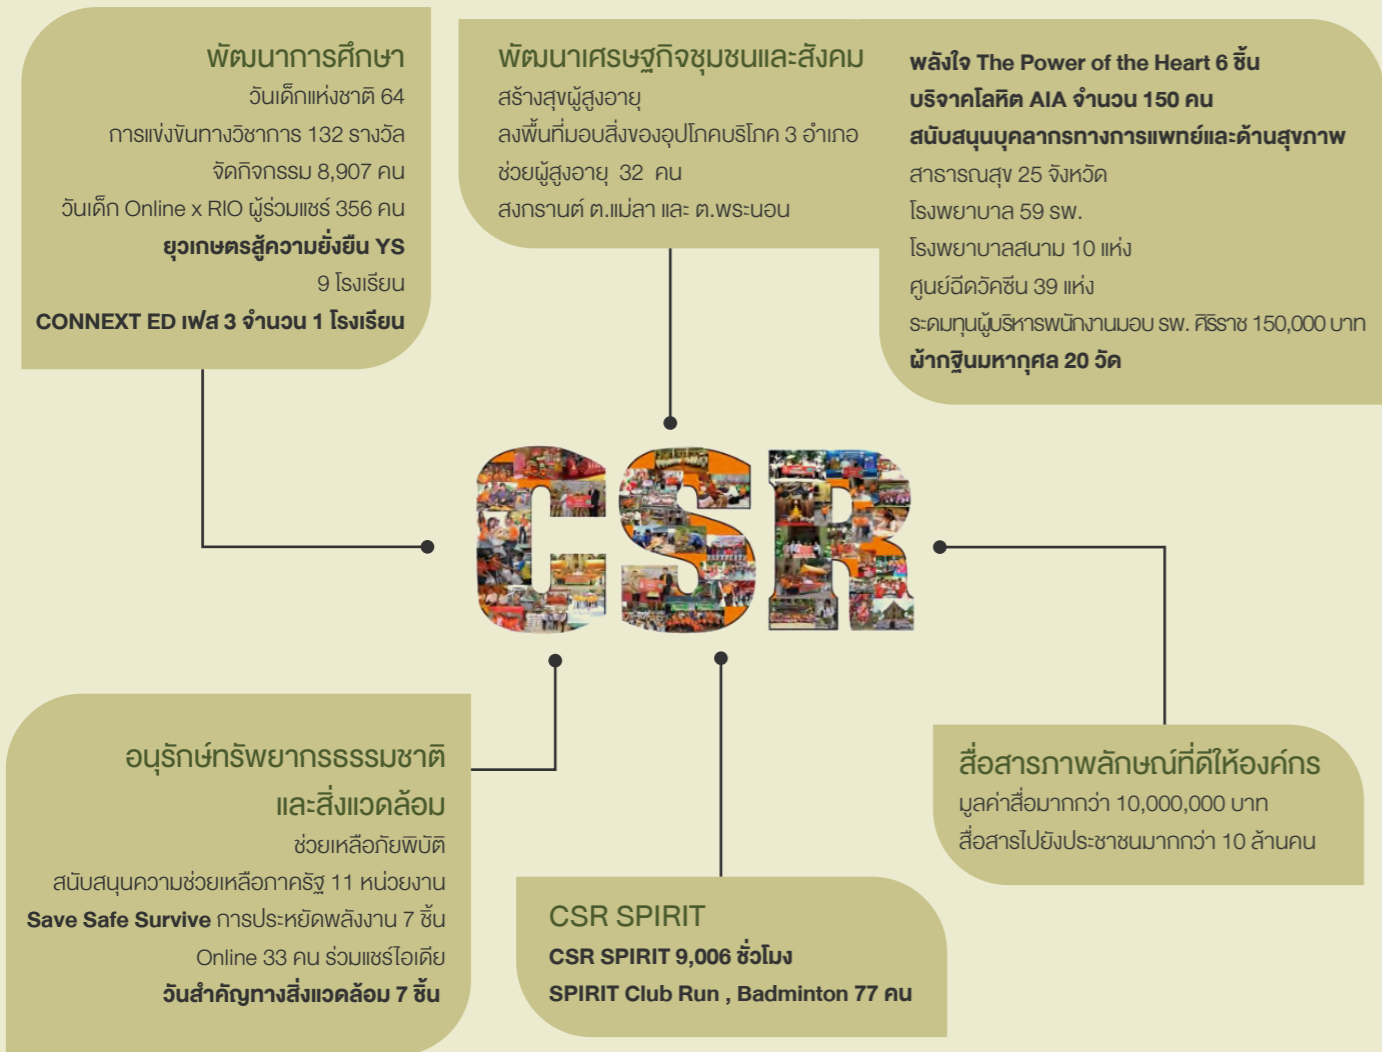 พัฒนาการศึกษา
วันเด็กแห่งชาติ 64
การแข่งขันทางวิชาการ 132 รางวัล
จัดกิจกรรม 8,907 คน
วันเด็ก Online x RIO ผู้ร่วมแชร์ 356 คน
ยุวเกษตรสู้ความยั่งยืน YS
9 โรงเรียน
CONNEXT ED เฟส 3 จำนวน 1 โรงเรียน
พัฒนาเศรษฐกิจชุมชนและสังคม
สร้างสุขผู้สูงอายุ
ลงพื้นที่มอบสิ่งของอุปโภคบริโภค 3 อำเภอ
ช่วยผู้สูงอายุ 32 คน
สงกรานต์ ต.แม่ลา และ ต.พระนอน
พลังใจ The Power of the Heart 6 ชิ้น
บริจาคโลหิต AIA จำนวน 150 คน
สนับสนุนบุคลากรทางการแพทย์และด้านสุขภาพ
สาธารณสุข 25 จังหวัด
โรงพยาบาล 59 รพ.
โรงพยาบาลสนาม 10 แห่ง
ศูนย์ฉีดวัคซีน 39 แห่ง
ระดมทุนผู้บริหารพนักงานมอบ รพ. ศิริราช 150,000 บาท
ผ้ากฐินมหากุศล 20 วัด
CSR
อนุรักษ์ทรัพยากรธรรมชาติ
และสิ่งแวดล้อม
ช่วยเหลือภัยพิบัติ
สนับสนุนความช่วยเหลือภาครัฐ 11 หน่วยงาน
Save Safe Survive การประหยัดพลังงาน 7 ชิ้น
Online 33 คน ร่วมแชร์ไอเดีย
วันสำคัญทางสิ่งแวดล้อม 7 ชิ้น
CSR SPIRIT
CSR SPIRIT 9,006 ชั่วโมง
SPIRIT Club Run , Badminton 77 คน
สื่อสารภาพลักษณ์ที่ดีให้องค์กร
มูลค่าสื่อมากกว่า 10,000,000 บาท
สื่อสารไปยังประชาชนมากกว่า 10 ล้านคน